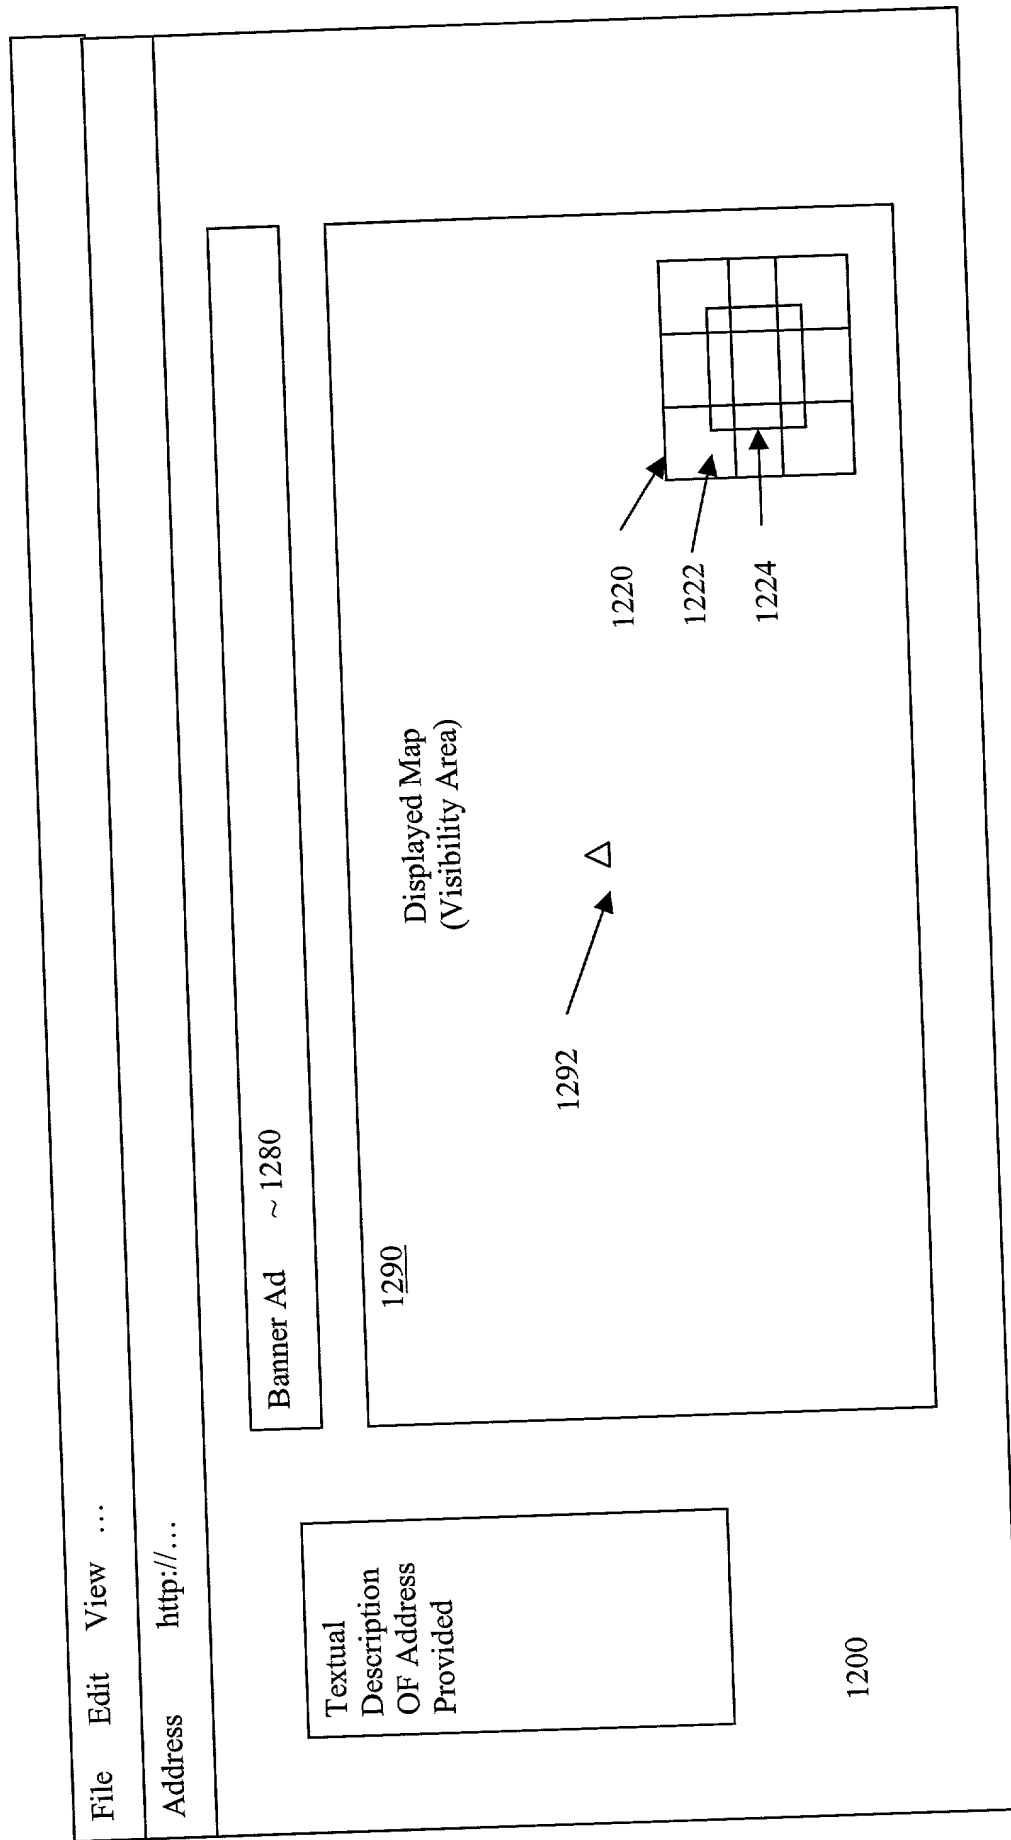 File Edit View …
Address http://…
Banner Ad ~ 1280
1290
Displayed Map
(Visibility Area)
Textual
Description
OF Address
Provided
1292
1220
1222
1224
1200